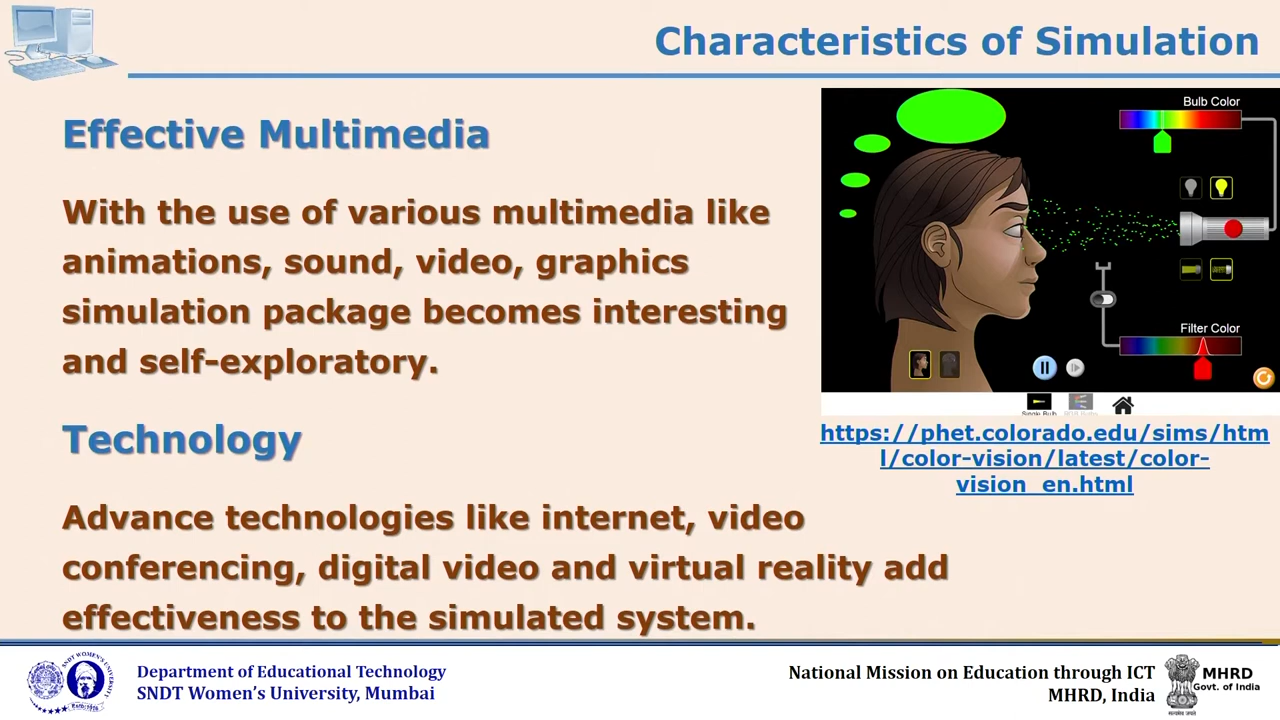 Characteristics of Simulation
Effective Multimedia
With the use of various multimedia like
animations, sound, video, graphics
simulation package becomes interesting
and self-exploratory.
Technology
Advance technologies like internet, video
conferencing, digital video and virtual reality add
effectiveness to the simulated system.
Bulb Color
Filter Color
Single Bulb
https://phet.colorado.edu/sims/htm
l/color-vision/latest/color-
vision_en.html
Department of Educational Technology
SNDT Women's University, Mumbai
National Mission on Education through ICT
MHRD, India
MHRD
Govt. of India